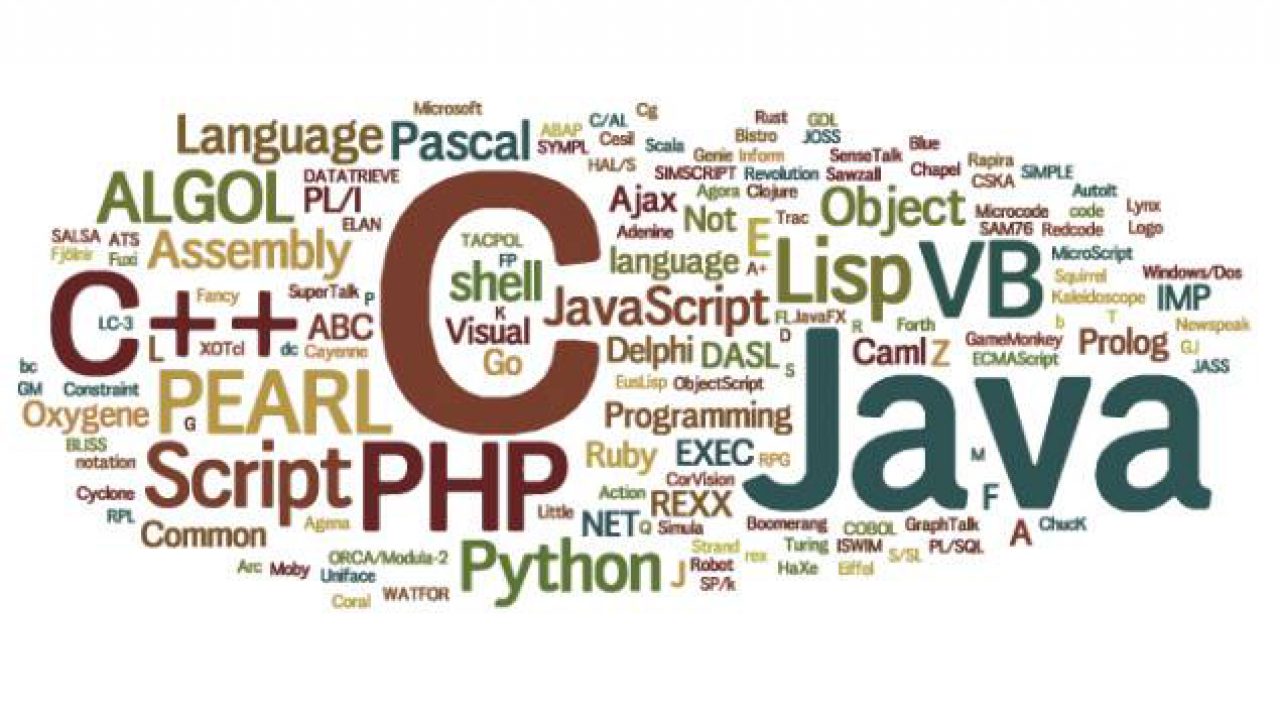 Microsoft
Language
Pascal
ABAP
C/AL
Cg
SYMPL
Cesil
Scala
HAL/S
Rust
GDL
Bistro
JOSS
Genie
Inform
SenseTalk
Blue
SIMSCRIPT
Revolution
Sawzall
Chapel
Rapira
CSKA
SiMPLE
ALGOL
DATATRIEVE
PL/I
ELAN
C
Ajax
Agora
Clojure
Not
Adenine
E
Trac
Object
AutoIt
Microcode
code
Lynx
SAM76
Redcode
Logo
SALSA
ATS
Fjölnir
Fuxi
Assembly
TACPOL
FP
shell
language
A+
Lisp
VB
MicroScript
Squirrel
Windows/Dos
Kaleidoscope
IMP
C++
LC-3
Fancy
SuperTalk
P
L
XOTcl
dc
ABC
Cayenne
K
Visual
Go
JavaScript
FL
JavaFX
R
Forth
b
T
Newspeak
D
Delphi
DASL
S
Caml
Z
GameMonkey
ECMAScript
Prolog
GJ
JASS
bc
GM
Constraint
Oxygene
PEARL
G
EusLisp
ObjectScript
Programming
Java
BLISS
notation
Script
PHP
Ruby
EXEC
RPG
M
F
Cyclone
RPL
Action
CorVision
REXX
Common
Agena
Little
NET
Q
Simula
Boomerang
COBOL
GraphTalk
A
ChucK
ORCA/Modula-2
Python
Strand
rex
Turing
ISWIM
PL/SQL
S/SL
Arc
Moby
Uniface
J
Robot
SP/k
HaXe
Eiffel
Coral
WATFOR